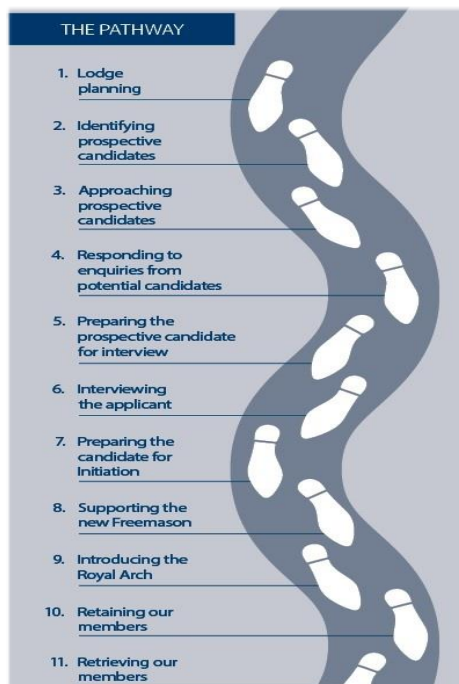 THE PATHWAY
1. Lodge
planning
2. Identifying
prospective
candidates
3. Approaching
prospective
candidates
4. Responding to
enquiries from
potential candidates
5. Preparing the
prospective candidate
for interview
6. Interviewing
the applicant
7. Preparing the
candidate for
Initiation
8. Supporting the
new Freemason
9. Introducing the
Royal Arch
10. Retaining our
members
11. Retrieving our
members